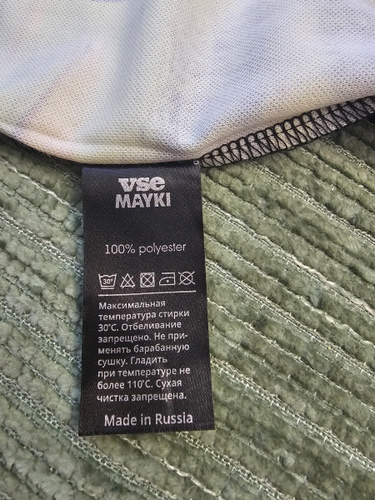 vse
MAYKI
100% polyester
30°
Максимальная
температура стирки
30°C. Отбеливание
запрещено. Не при-
менять барабанную
сушку. Гладить
при температуре не
более 110°C. Сухая
чистка запрещена.
Made in Russia